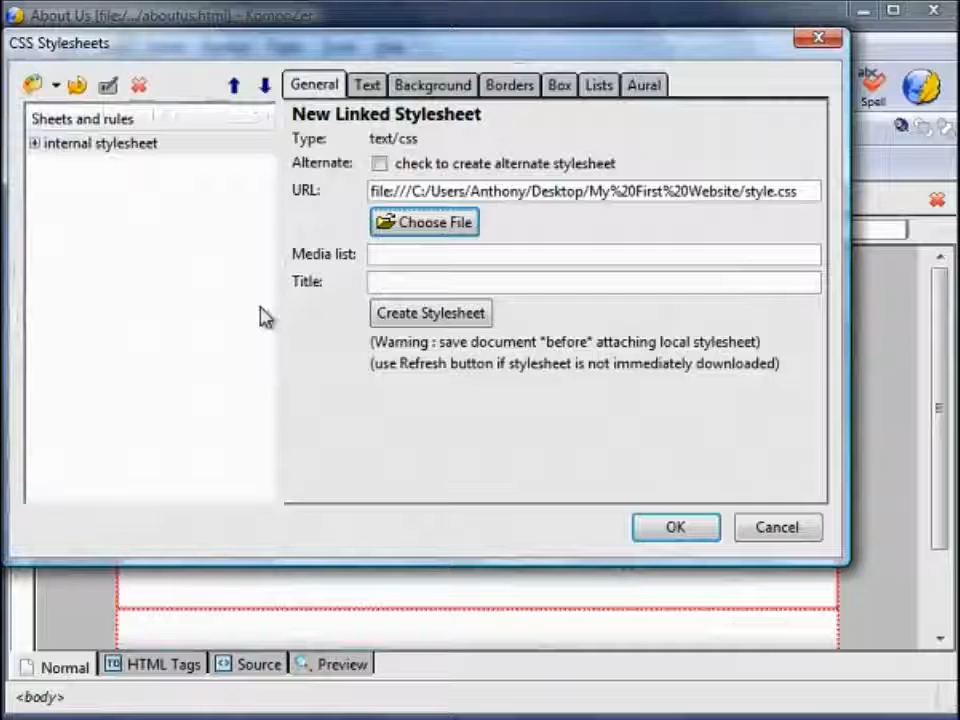 About Us [file:/.../aboutus.html] - KompoZer
CSS Stylesheets
General Text Background Borders Box Lists Aural
abc
Spell
Sheets and rules
internal stylesheet
New Linked Stylesheet
Type: text/css
Alternate: check to create alternate stylesheet
URL: file:///C:/Users/Anthony/Desktop/My%20First%20Website/style.css
Choose File
Media list:
Title:
Create Stylesheet
(Warning : save document *before* attaching local stylesheet)
(use Refresh button if stylesheet is not immediately downloaded)
OK Cancel
Normal HTML Tags Source Preview
<body>